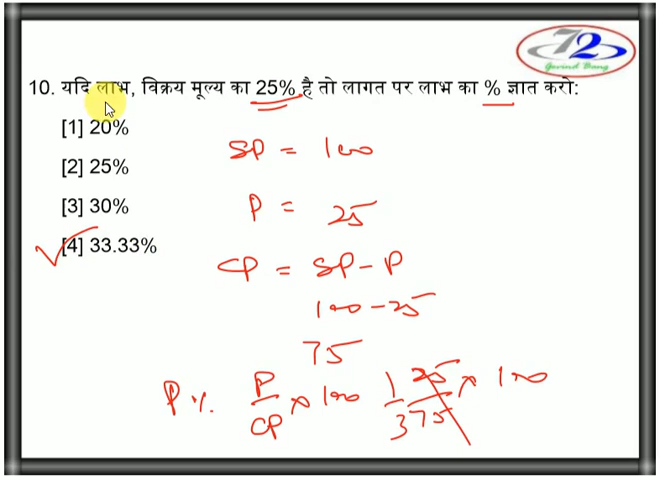 72
Govind Bang
10. यदि लाभ, विक्रय मूल्य का 25% है तो लागत पर लाभ का % ज्ञात करो:
[1] 20%
[2] 25%
[3] 30%
[4] 33.33%
SP = 100
P = 25
CP = SP - P
100 - 25
75
P% P/CP × 100 1/3 25/75 × 100